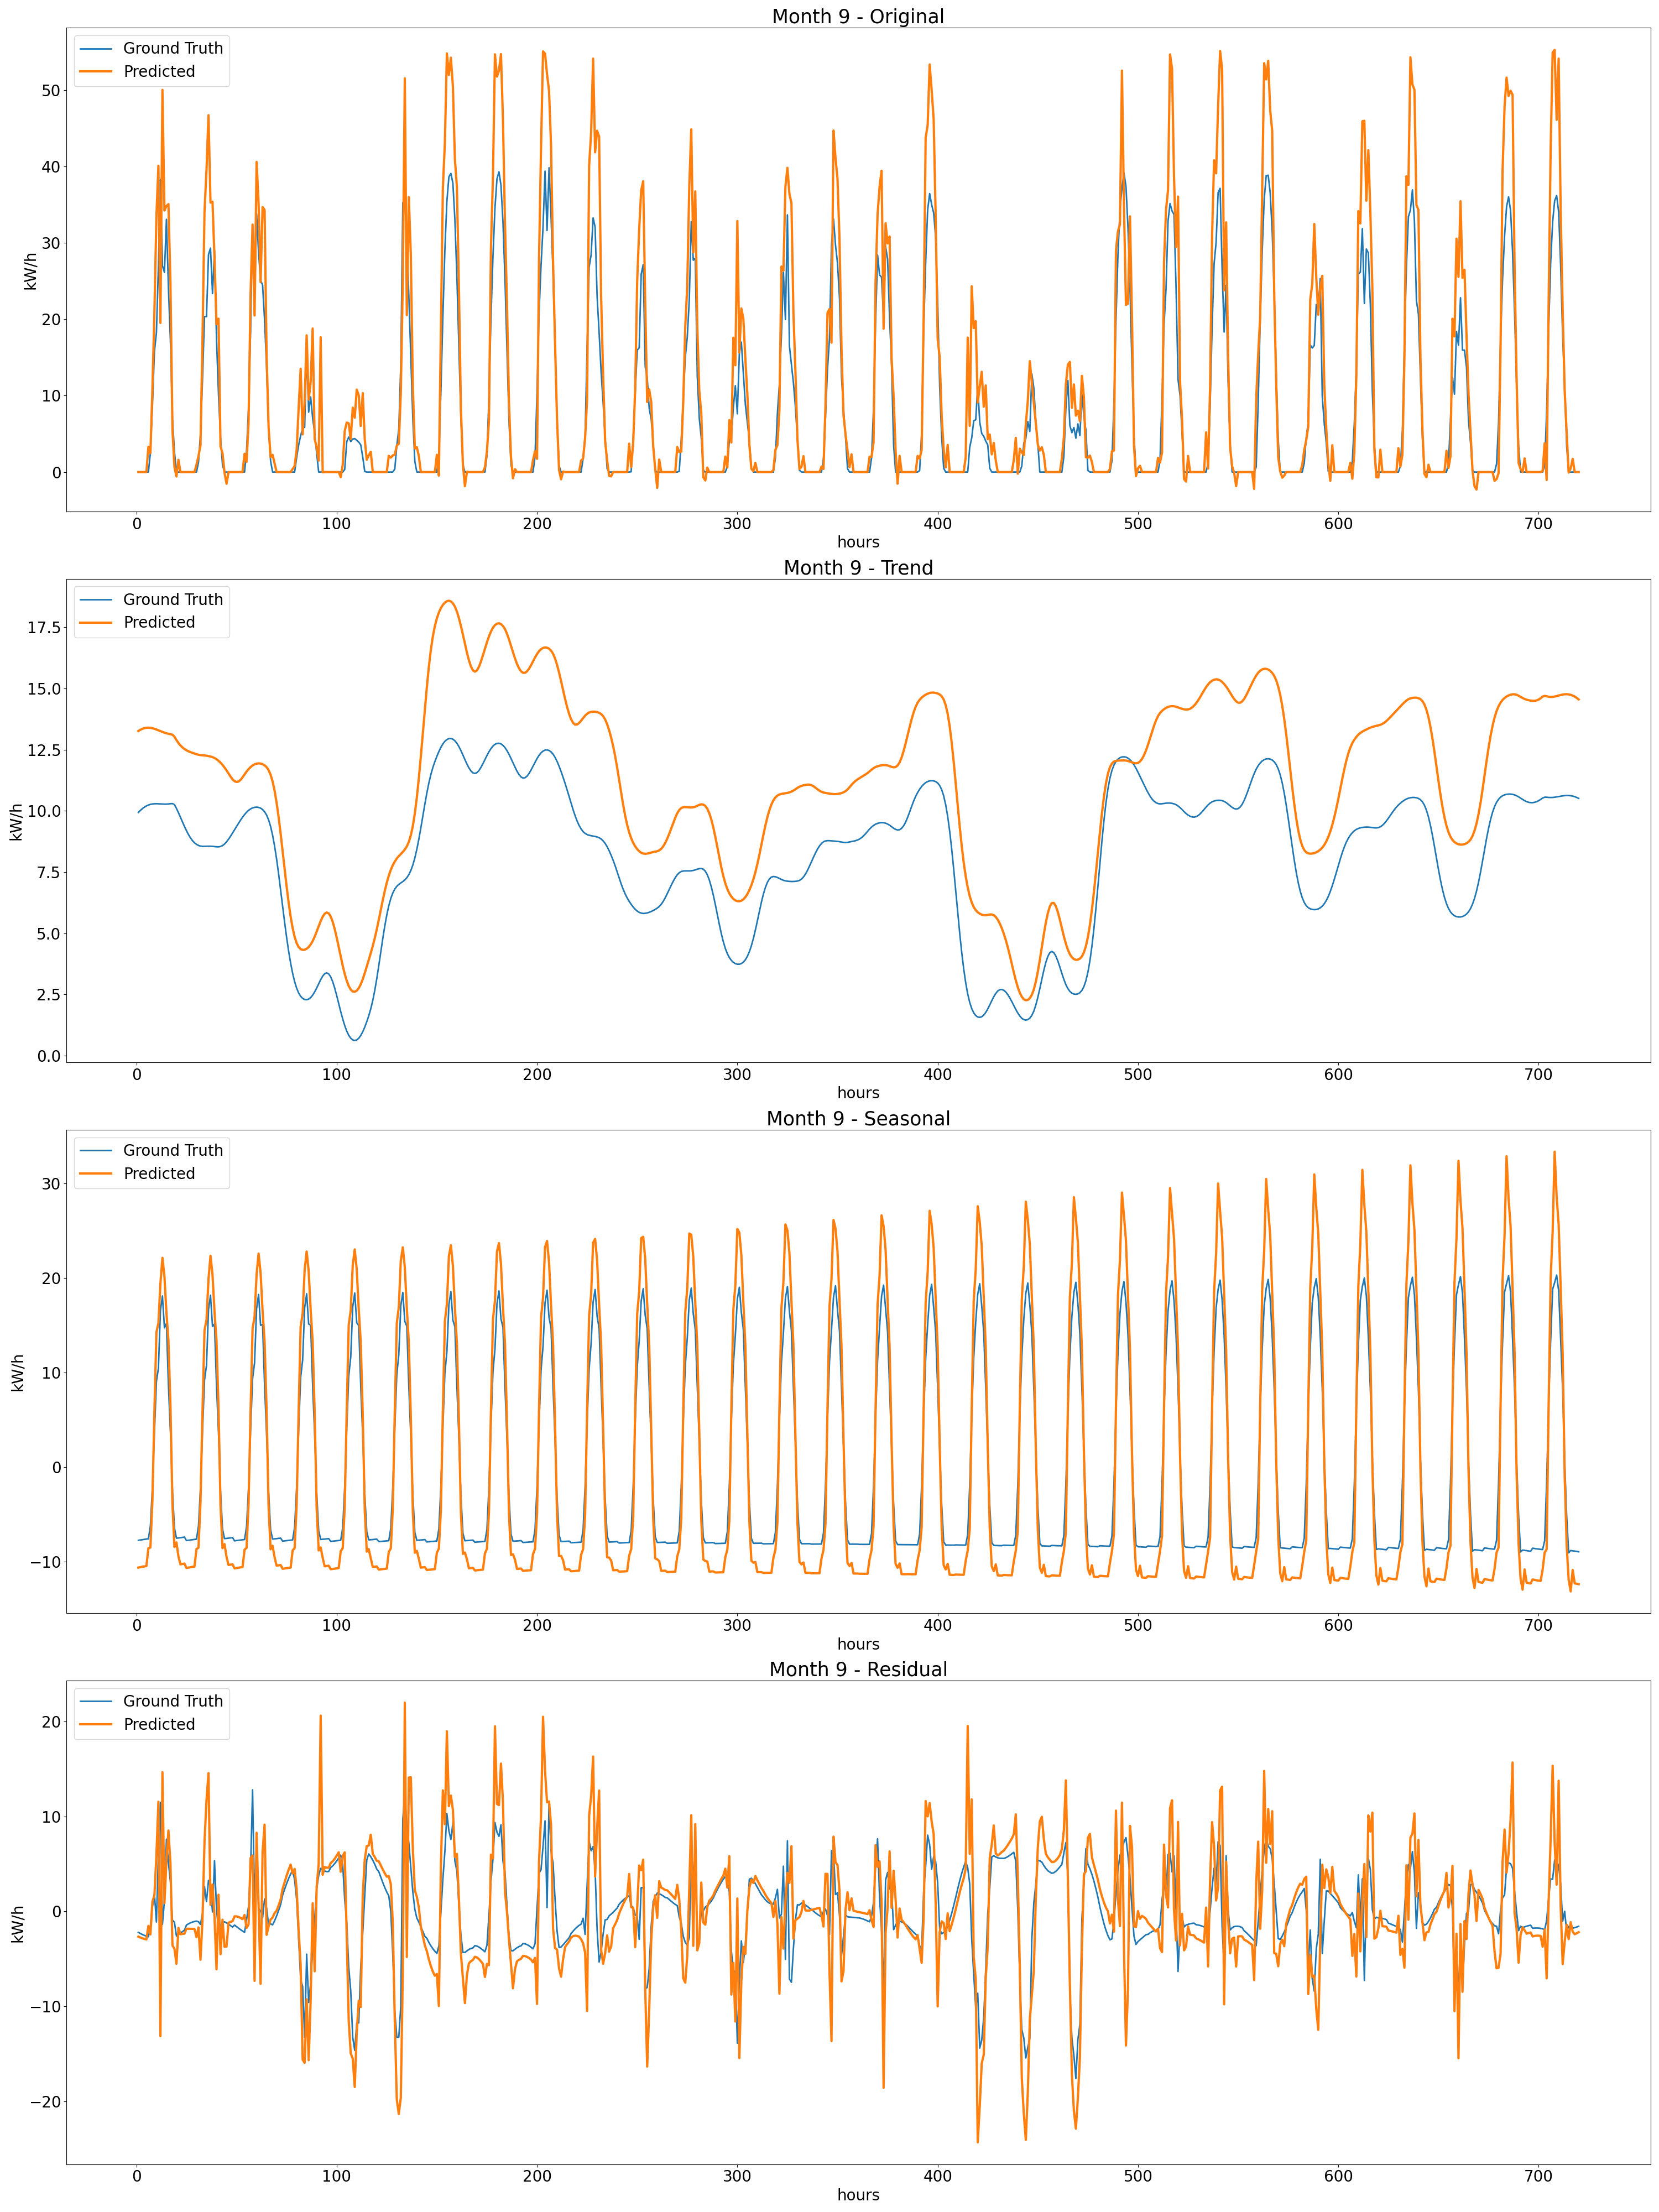 Month 9 - Original
Ground Truth
Predicted
kW/h
50
40
30
20
10
0
0 100 200 300 400 500 600 700
hours
Month 9 - Trend
Ground Truth
Predicted
kW/h
17.5
15.0
12.5
10.0
7.5
5.0
2.5
0.0
0 100 200 300 400 500 600 700
hours
Month 9 - Seasonal
Ground Truth
Predicted
kW/h
30
20
10
0
−10
0 100 200 300 400 500 600 700
hours
Month 9 - Residual
Ground Truth
Predicted
kW/h
20
10
0
−10
−20
0 100 200 300 400 500 600 700
hours